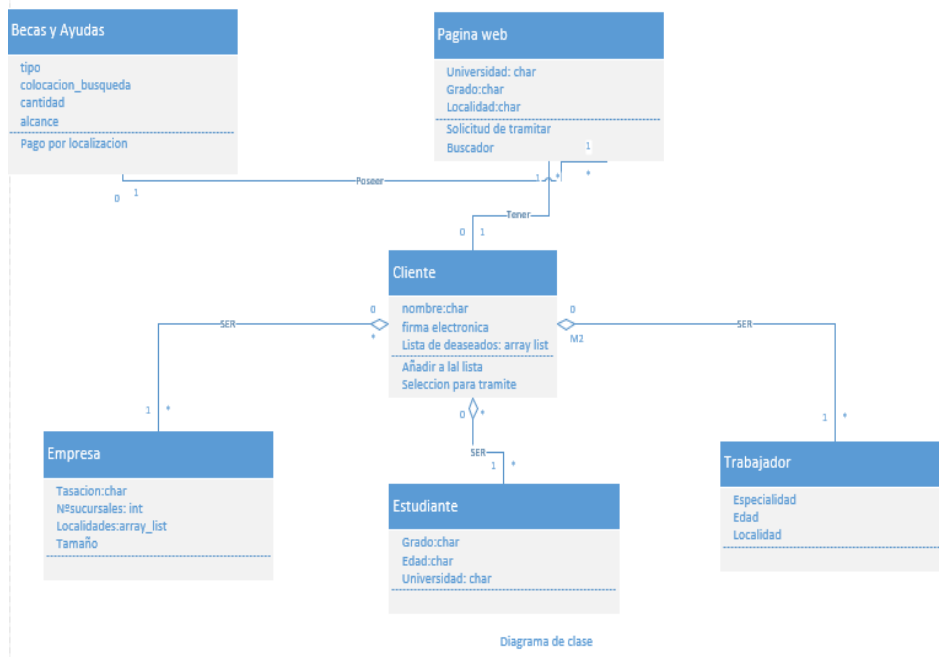 Becas y Ayudas
tipo
colocacion_busqueda
cantidad
alcance
Pago por localizacion
Pagina web
Universidad: char
Grado:char
Localidad:char
Solicitud de tramitar
Buscador
1
*
1
*
Poseer
0
1
Tener
0
1
Cliente
nombre:char
firma electronica
Lista de deaseados: array list
Añadir a lal lista
Seleccion para tramite
0
*
SER
1
*
0
M2
SER
1
*
0
*
SER
1
*
Empresa
Tasacion:char
Nºsucursales: int
Localidades:array_list
Tamaño
Estudiante
Grado:char
Edad:char
Universidad: char
Trabajador
Especialidad
Edad
Localidad
Diagrama de clase